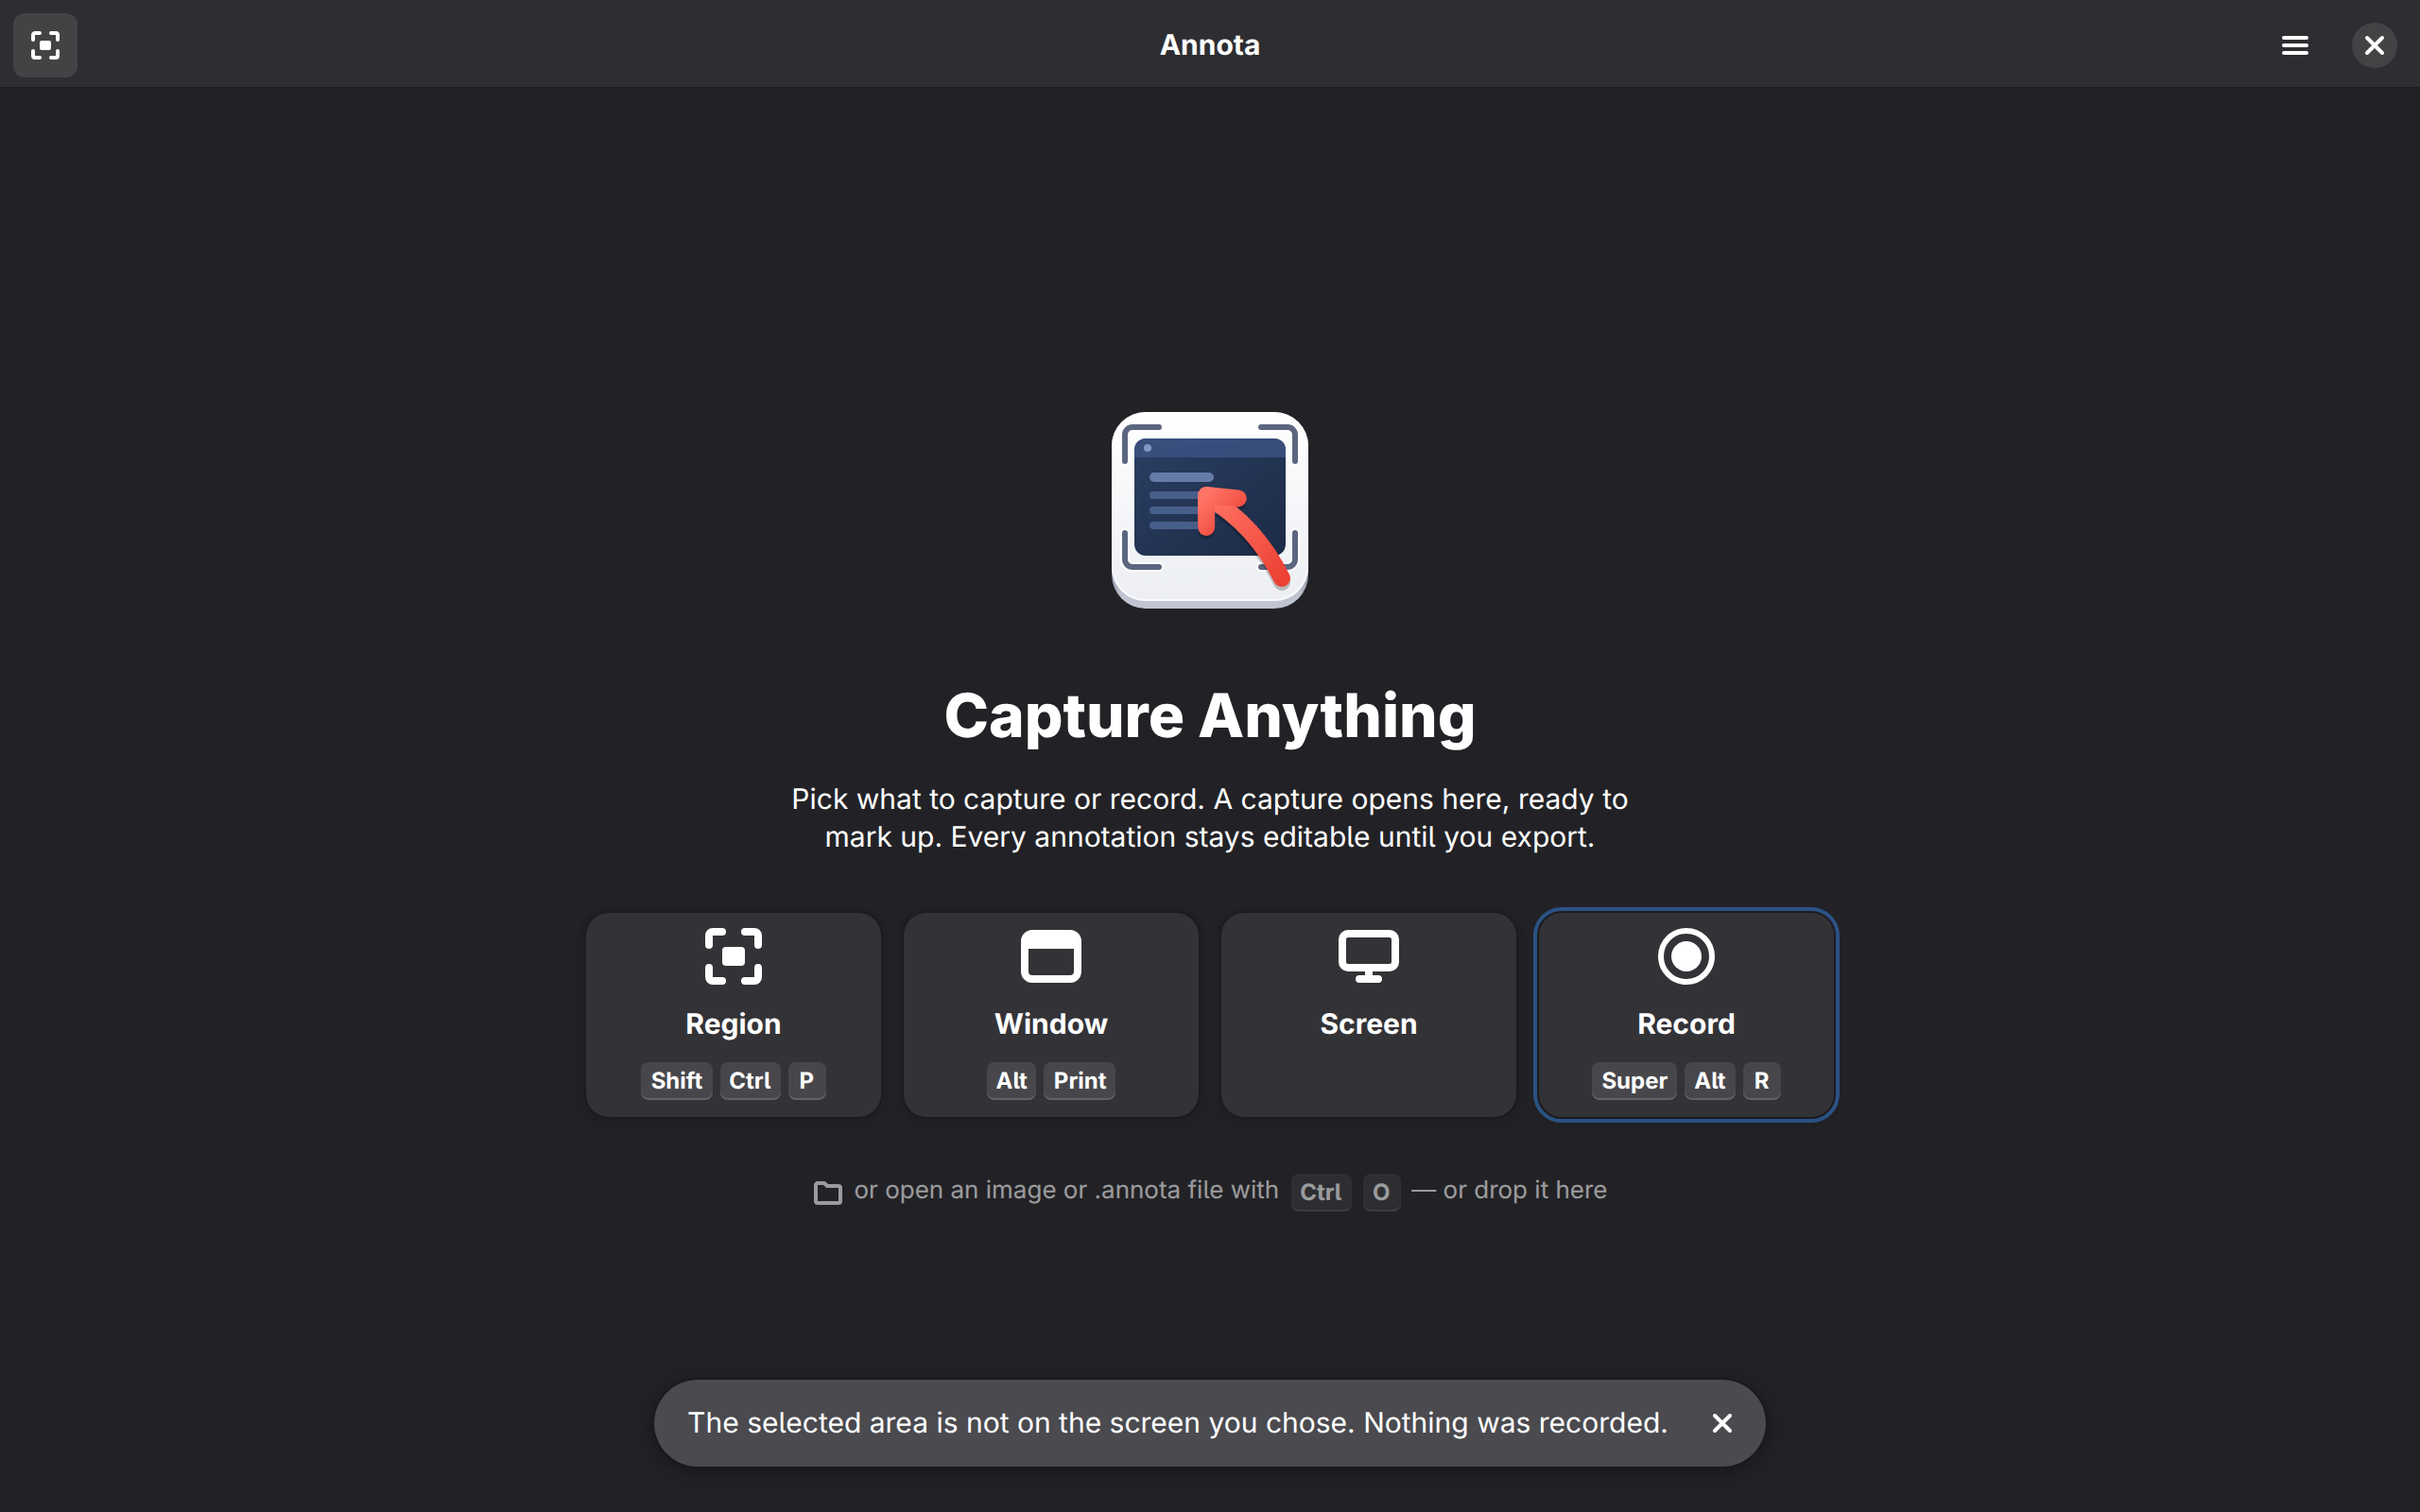 Annota
Capture Anything
Pick what to capture or record. A capture opens here, ready to
mark up. Every annotation stays editable until you export.
Region
Window
Screen
Record
Shift Ctrl P
Alt Print
Super Alt R
or open an image or .annota file with Ctrl O — or drop it here
The selected area is not on the screen you chose. Nothing was recorded.